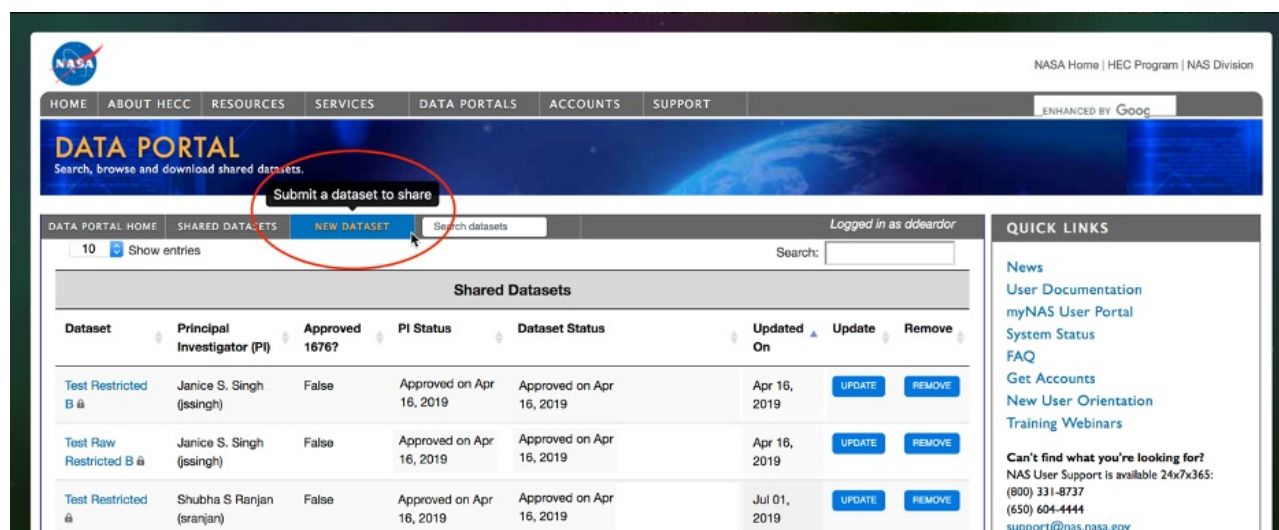 NASA
NASA Home | HEC Program | NAS Division
HOME ABOUT HECC RESOURCES SERVICES DATA PORTALS ACCOUNTS SUPPORT
ENHANCED BY Goog
DATA PORTAL
Search, browse and download shared datasets.
Submit a dataset to share
DATA PORTAL HOME SHARED DATASETS NEW DATASET Search datasets Logged in as ddeardor
10 Show entries Search:
Shared Datasets
Dataset Principal Investigator (PI) Approved 1676? PI Status Dataset Status Updated On Update Remove
Test Restricted B Janice S. Singh (jssingh) False Approved on Apr 16, 2019 Approved on Apr 16, 2019 Apr 16, 2019 UPDATE REMOVE
Test Raw Restricted B Janice S. Singh (jssingh) False Approved on Apr 16, 2019 Approved on Apr 16, 2019 Apr 16, 2019 UPDATE REMOVE
Test Restricted Shubha S Ranjan (sranjan) False Approved on Apr 16, 2019 Approved on Apr 16, 2019 Jul 01, 2019 UPDATE REMOVE
QUICK LINKS
News
User Documentation
myNAS User Portal
System Status
FAQ
Get Accounts
New User Orientation
Training Webinars
Can't find what you're looking for?
NAS User Support is available 24x7x365:
(800) 331-8737
(650) 604-4444
support@nas.nasa.gov